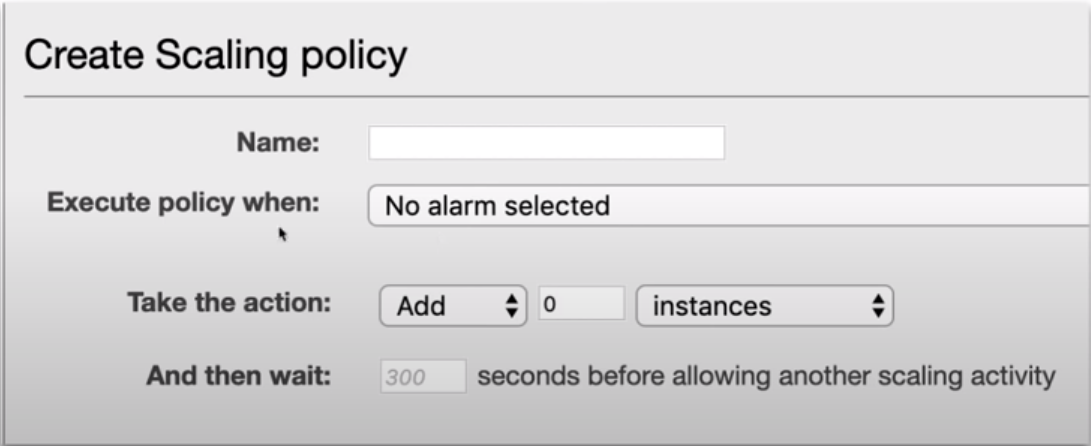 Create Scaling policy
Name:
Execute policy when: No alarm selected
Take the action: Add 0 instances
And then wait: 300 seconds before allowing another scaling activity